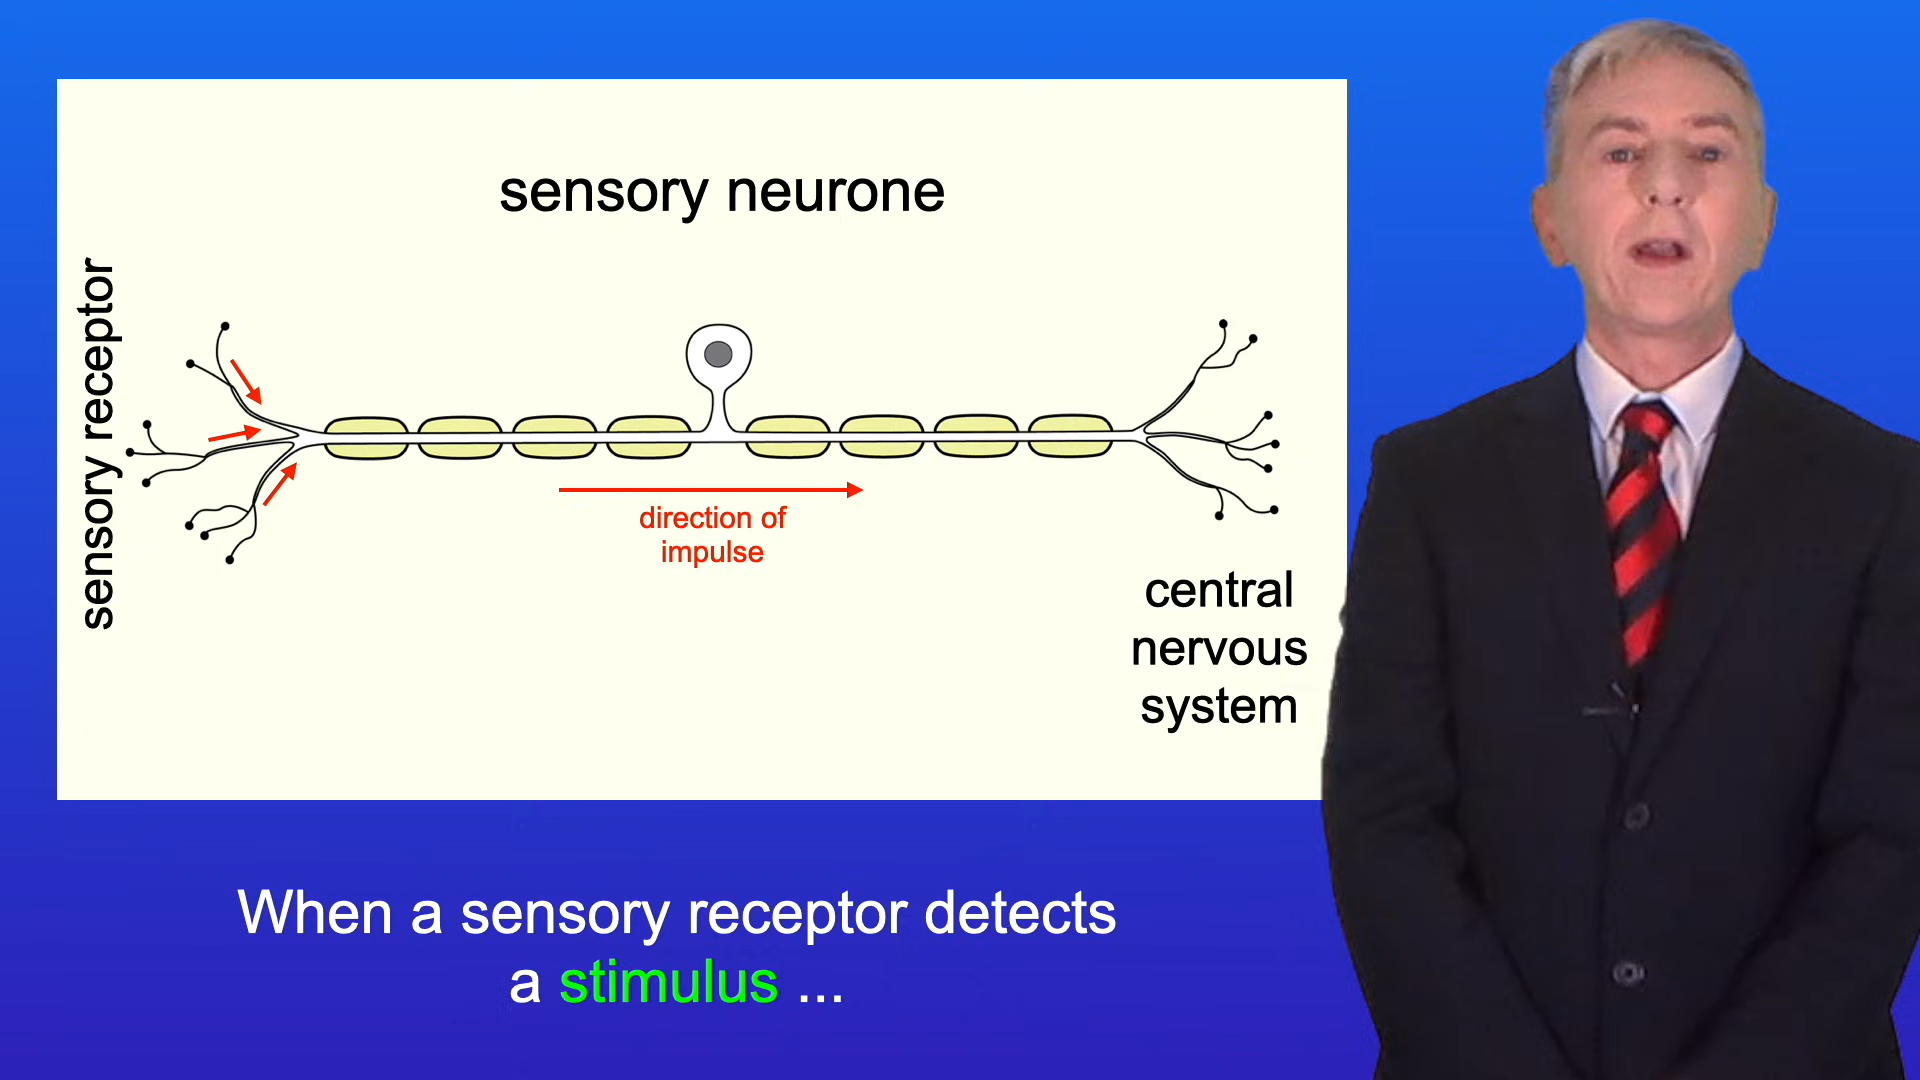 sensory neurone
sensory receptor
direction of
impulse
central
nervous
system
When a sensory receptor detects
a stimulus ...